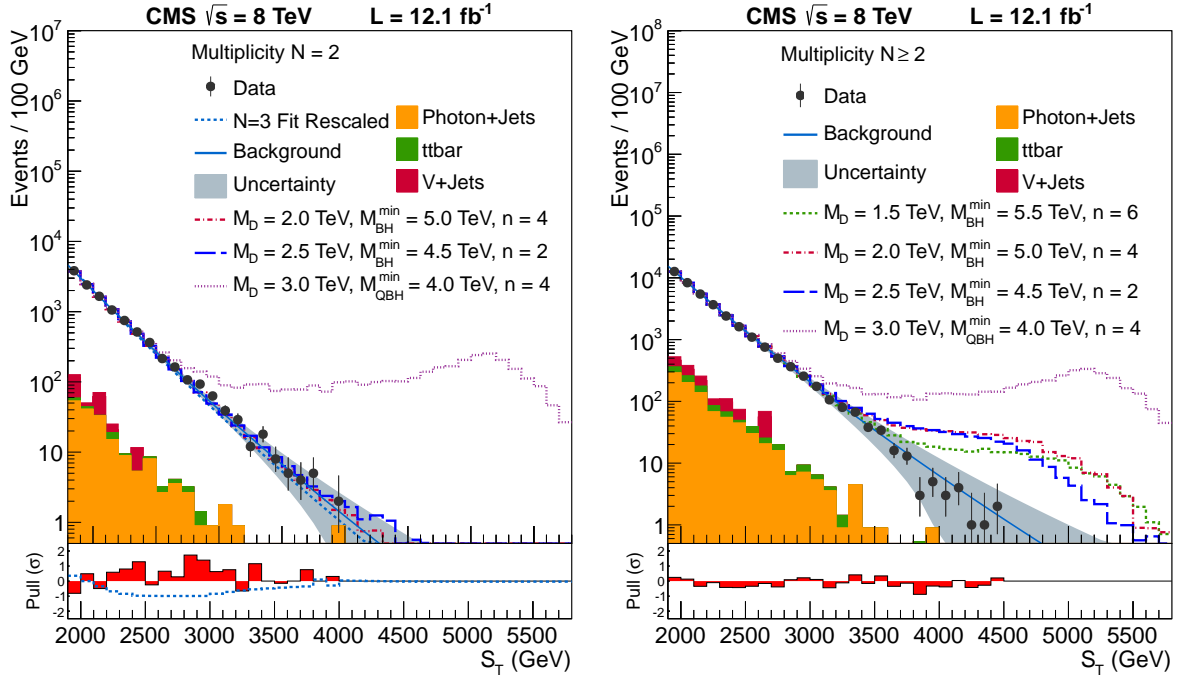 CMS √s = 8 TeV L = 12.1 fb⁻¹
Events / 100 GeV
10⁷
10⁶
10⁵
10⁴
10³
10²
10
1
Multiplicity N = 2
Data
N=3 Fit Rescaled
Background
Uncertainty
Photon+Jets
ttbar
V+Jets
M_D = 2.0 TeV, M_BH^min = 5.0 TeV, n = 4
M_D = 2.5 TeV, M_BH^min = 4.5 TeV, n = 2
M_D = 3.0 TeV, M_QBH^min = 4.0 TeV, n = 4
Pull (σ)
2
1
0
-1
-2
2000 2500 3000 3500 4000 4500 5000 5500
S_T (GeV)
CMS √s = 8 TeV L = 12.1 fb⁻¹
Events / 100 GeV
10⁸
10⁷
10⁶
10⁵
10⁴
10³
10²
10
1
Multiplicity N ≥ 2
Data
Background
Uncertainty
Photon+Jets
ttbar
V+Jets
M_D = 1.5 TeV, M_BH^min = 5.5 TeV, n = 6
M_D = 2.0 TeV, M_BH^min = 5.0 TeV, n = 4
M_D = 2.5 TeV, M_BH^min = 4.5 TeV, n = 2
M_D = 3.0 TeV, M_QBH^min = 4.0 TeV, n = 4
Pull (σ)
2
1
0
-1
-2
2000 2500 3000 3500 4000 4500 5000 5500
S_T (GeV)